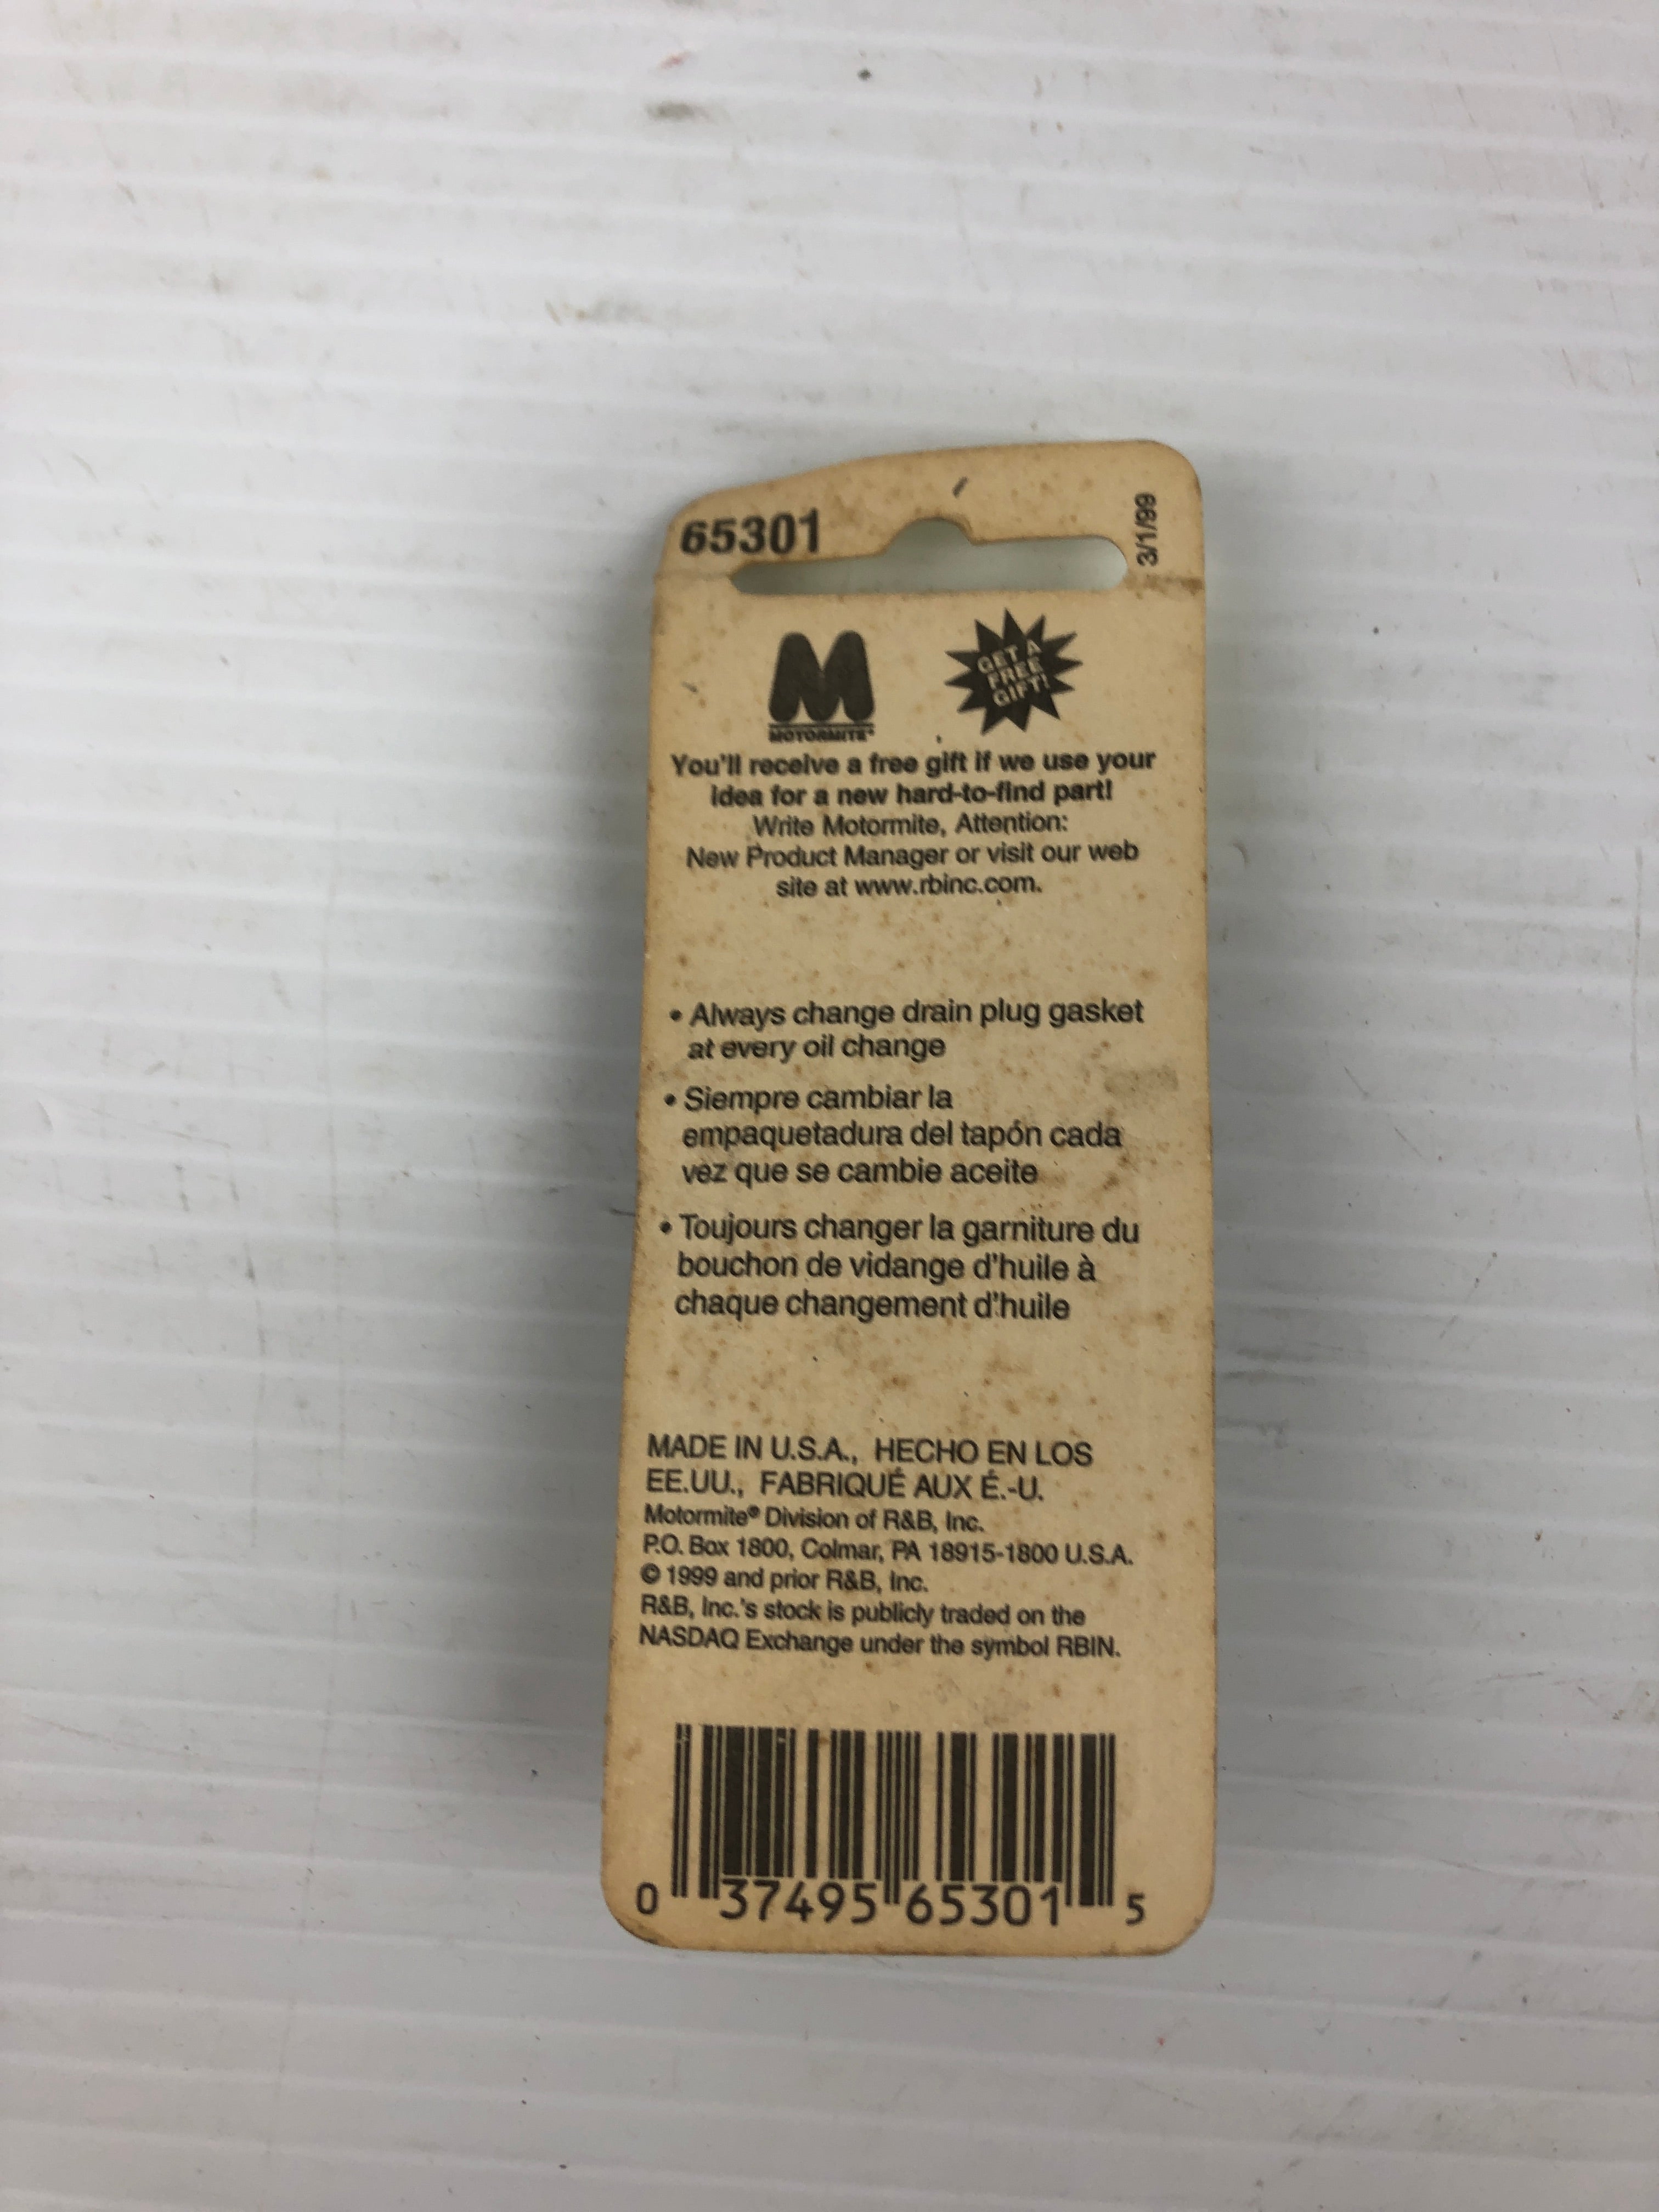 65301
3/1/99
MOTORMITE®
GET A
FREE
GIFT!
You'll receive a free gift if we use your
idea for a new hard-to-find part!
Write Motormite, Attention:
New Product Manager or visit our web
site at www.rbinc.com.
• Always change drain plug gasket
at every oil change
• Siempre cambiar la
empaquetadura del tapón cada
vez que se cambie aceite
• Toujours changer la garniture du
bouchon de vidange d'huile à
chaque changement d'huile
MADE IN U.S.A., HECHO EN LOS
EE.UU., FABRIQUÉ AUX É.-U.
Motormite® Division of R&B, Inc.
P.O. Box 1800, Colmar, PA 18915-1800 U.S.A.
© 1999 and prior R&B, Inc.
R&B, Inc.'s stock is publicly traded on the
NASDAQ Exchange under the symbol RBIN.
0 37495 65301 5